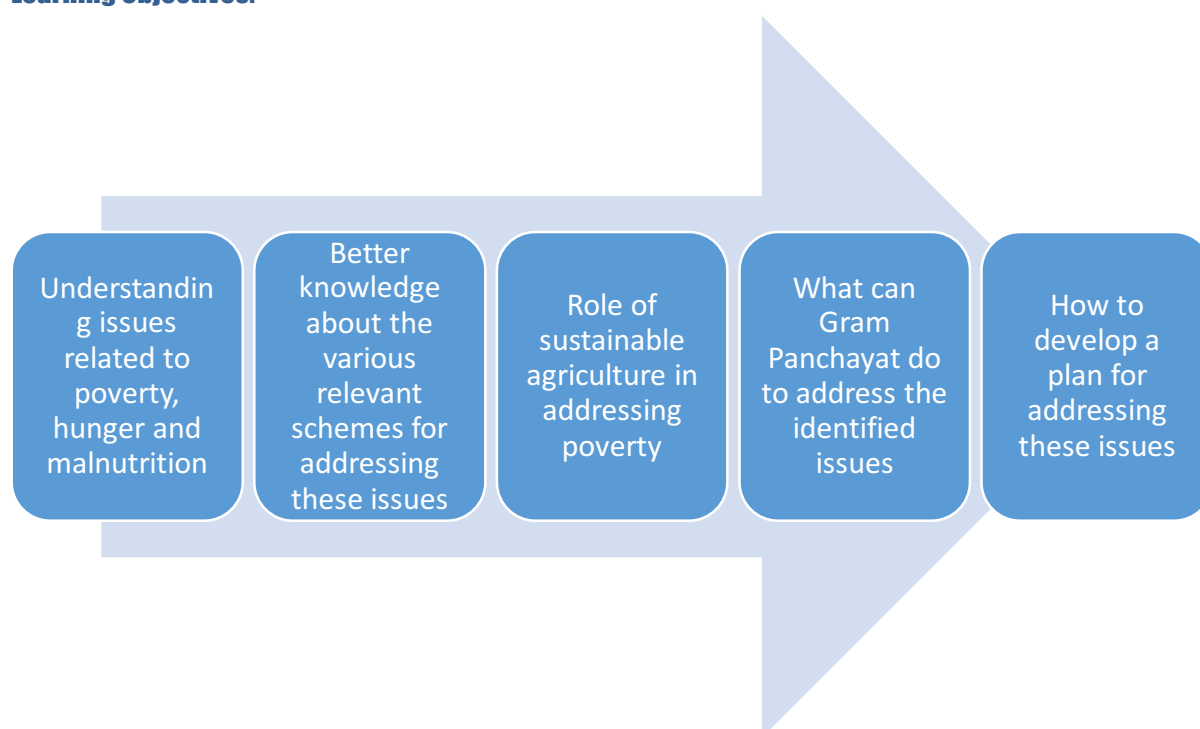 Learning Objectives:
Understandin
g issues
related to
poverty,
hunger and
malnutrition
Better
knowledge
about the
various
relevant
schemes for
addressing
these issues
Role of
sustainable
agriculture in
addressing
poverty
What can
Gram
Panchayat do
to address the
identified
issues
How to
develop a
plan for
addressing
these issues